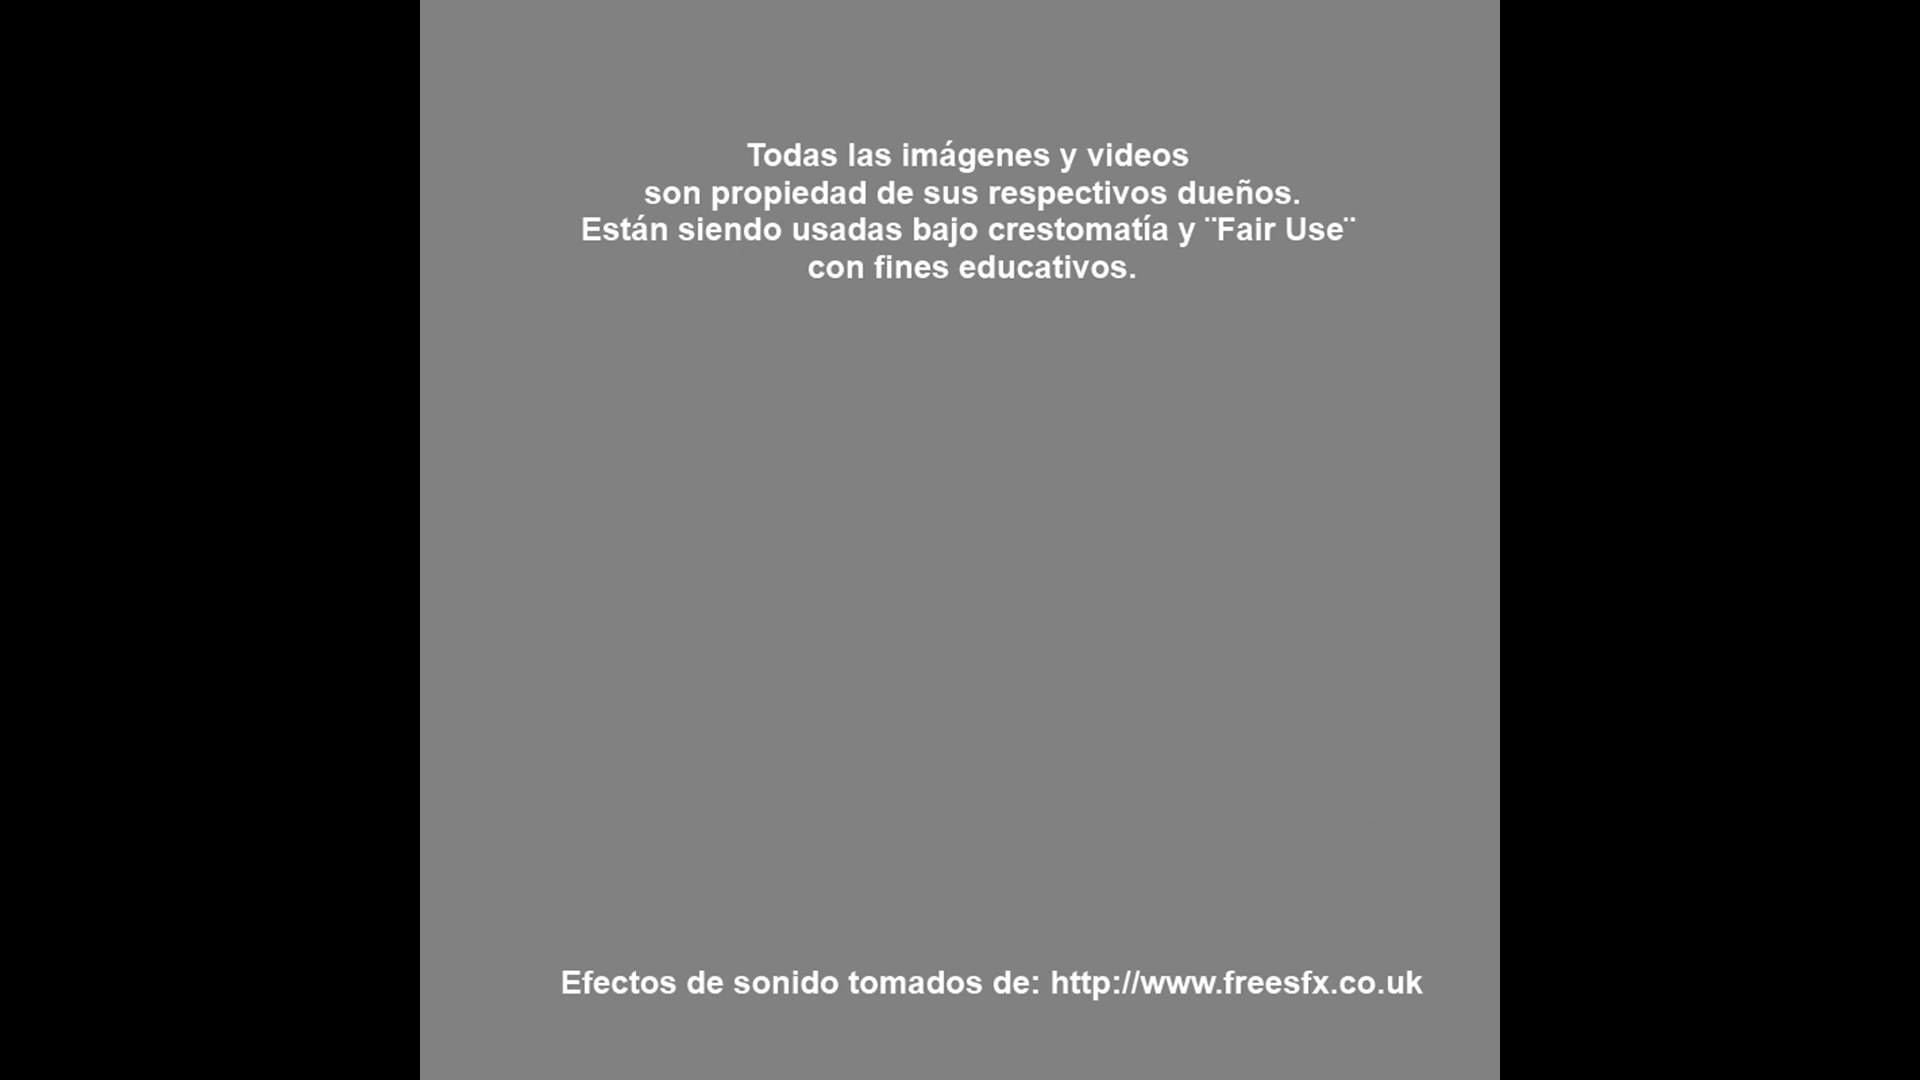 Todas las imágenes y videos
son propiedad de sus respectivos dueños.
Están siendo usadas bajo crestomatía y ¨Fair Use¨
con fines educativos.
Efectos de sonido tomados de: http://www.freesfx.co.uk